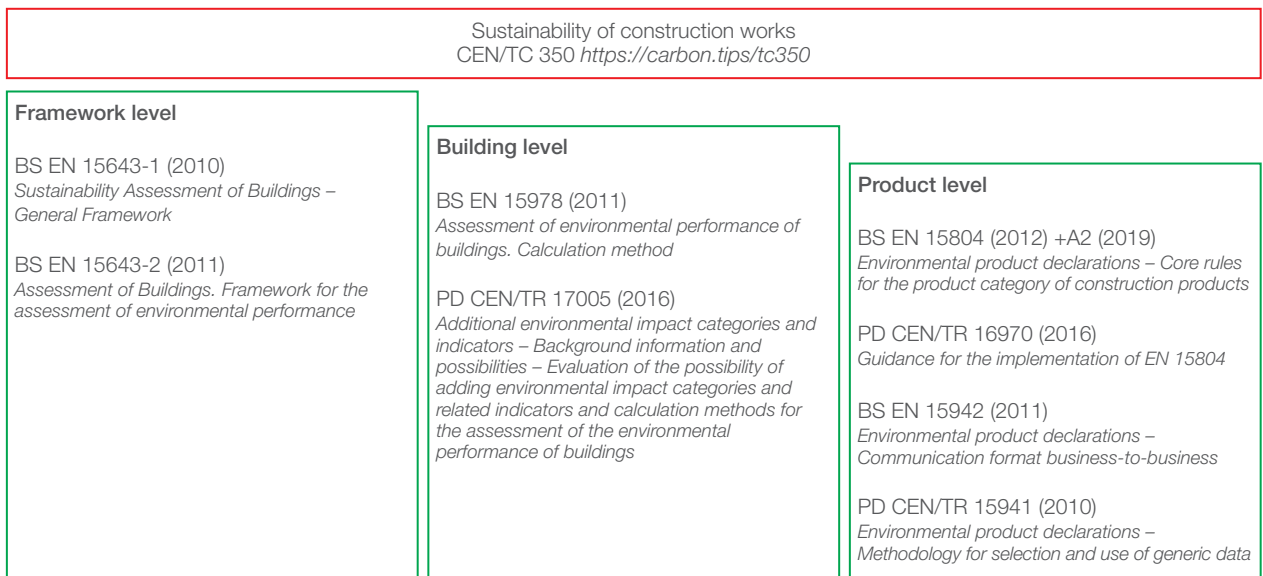 Sustainability of construction works
CEN/TC 350 https://carbon.tips/tc350
Framework level
BS EN 15643-1 (2010)
Sustainability Assessment of Buildings –
General Framework
BS EN 15643-2 (2011)
Assessment of Buildings. Framework for the
assessment of environmental performance
Building level
BS EN 15978 (2011)
Assessment of environmental performance of
buildings. Calculation method
PD CEN/TR 17005 (2016)
Additional environmental impact categories and
indicators – Background information and
possibilities – Evaluation of the possibility of
adding environmental impact categories and
related indicators and calculation methods for
the assessment of the environmental
performance of buildings
Product level
BS EN 15804 (2012) +A2 (2019)
Environmental product declarations – Core rules
for the product category of construction products
PD CEN/TR 16970 (2016)
Guidance for the implementation of EN 15804
BS EN 15942 (2011)
Environmental product declarations –
Communication format business-to-business
PD CEN/TR 15941 (2010)
Environmental product declarations –
Methodology for selection and use of generic data